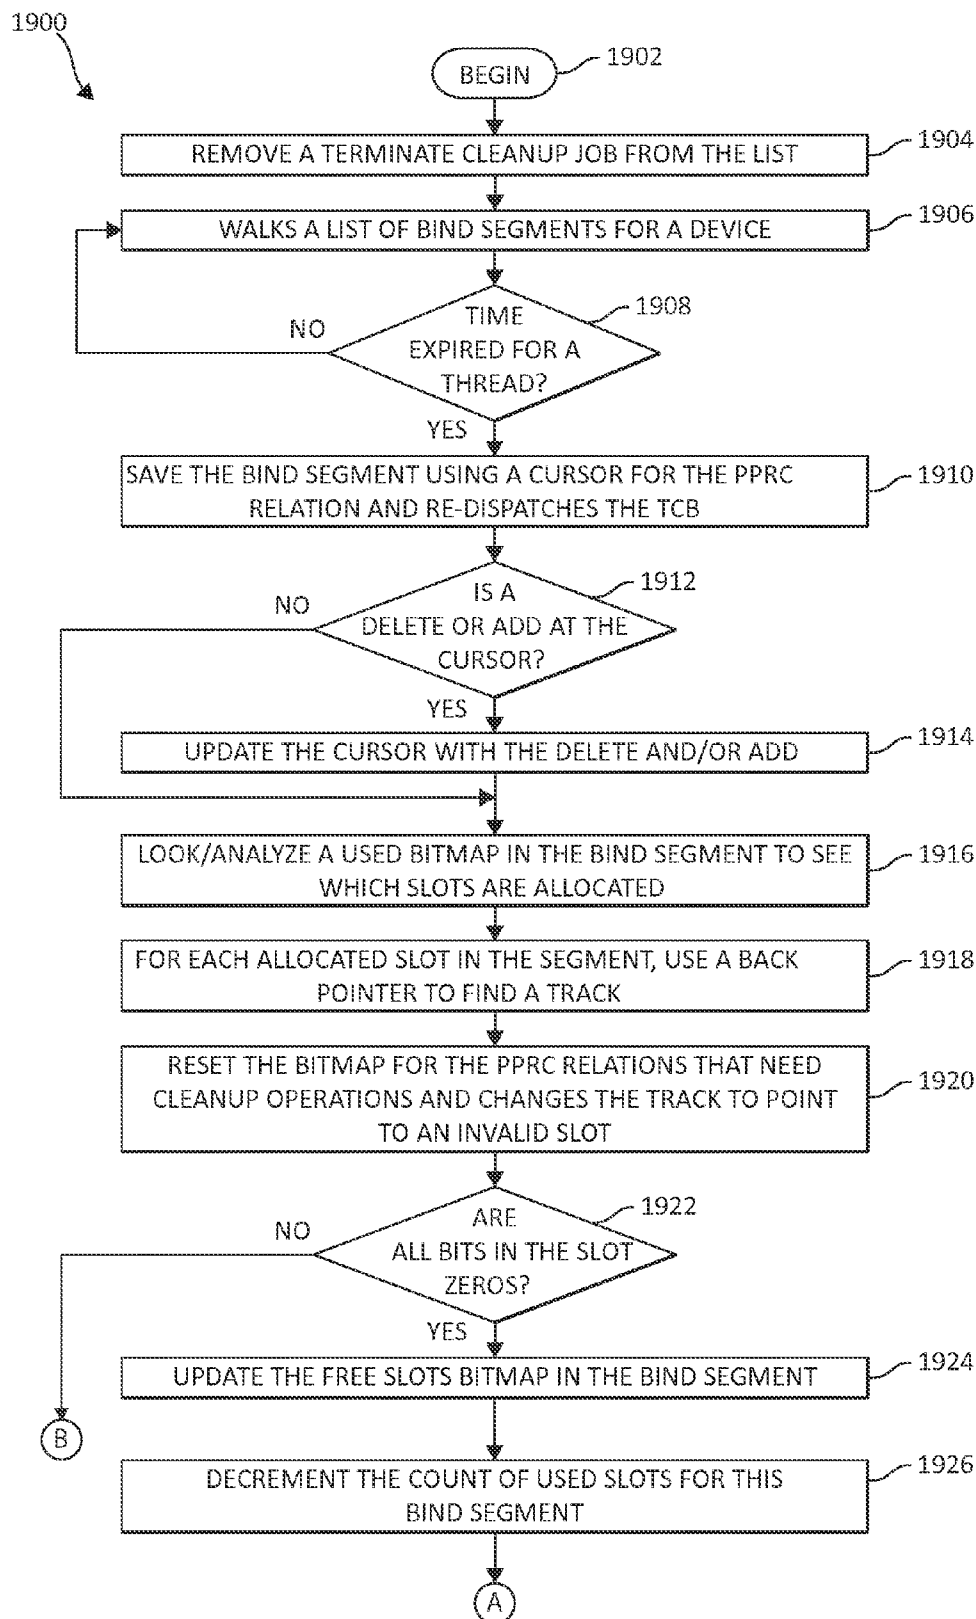 1900
BEGIN
1902
REMOVE A TERMINATE CLEANUP JOB FROM THE LIST
1904
WALKS A LIST OF BIND SEGMENTS FOR A DEVICE
1906
TIME
EXPIRED FOR A
THREAD?
1908
NO
YES
SAVE THE BIND SEGMENT USING A CURSOR FOR THE PPRC
RELATION AND RE-DISPATCHES THE TCB
1910
IS A
DELETE OR ADD AT THE
CURSOR?
1912
NO
YES
UPDATE THE CURSOR WITH THE DELETE AND/OR ADD
1914
LOOK/ANALYZE A USED BITMAP IN THE BIND SEGMENT TO SEE
WHICH SLOTS ARE ALLOCATED
1916
FOR EACH ALLOCATED SLOT IN THE SEGMENT, USE A BACK
POINTER TO FIND A TRACK
1918
RESET THE BITMAP FOR THE PPRC RELATIONS THAT NEED
CLEANUP OPERATIONS AND CHANGES THE TRACK TO POINT
TO AN INVALID SLOT
1920
ARE
ALL BITS IN THE SLOT
ZEROS?
1922
NO
YES
UPDATE THE FREE SLOTS BITMAP IN THE BIND SEGMENT
1924
B
DECREMENT THE COUNT OF USED SLOTS FOR THIS
BIND SEGMENT
1926
A